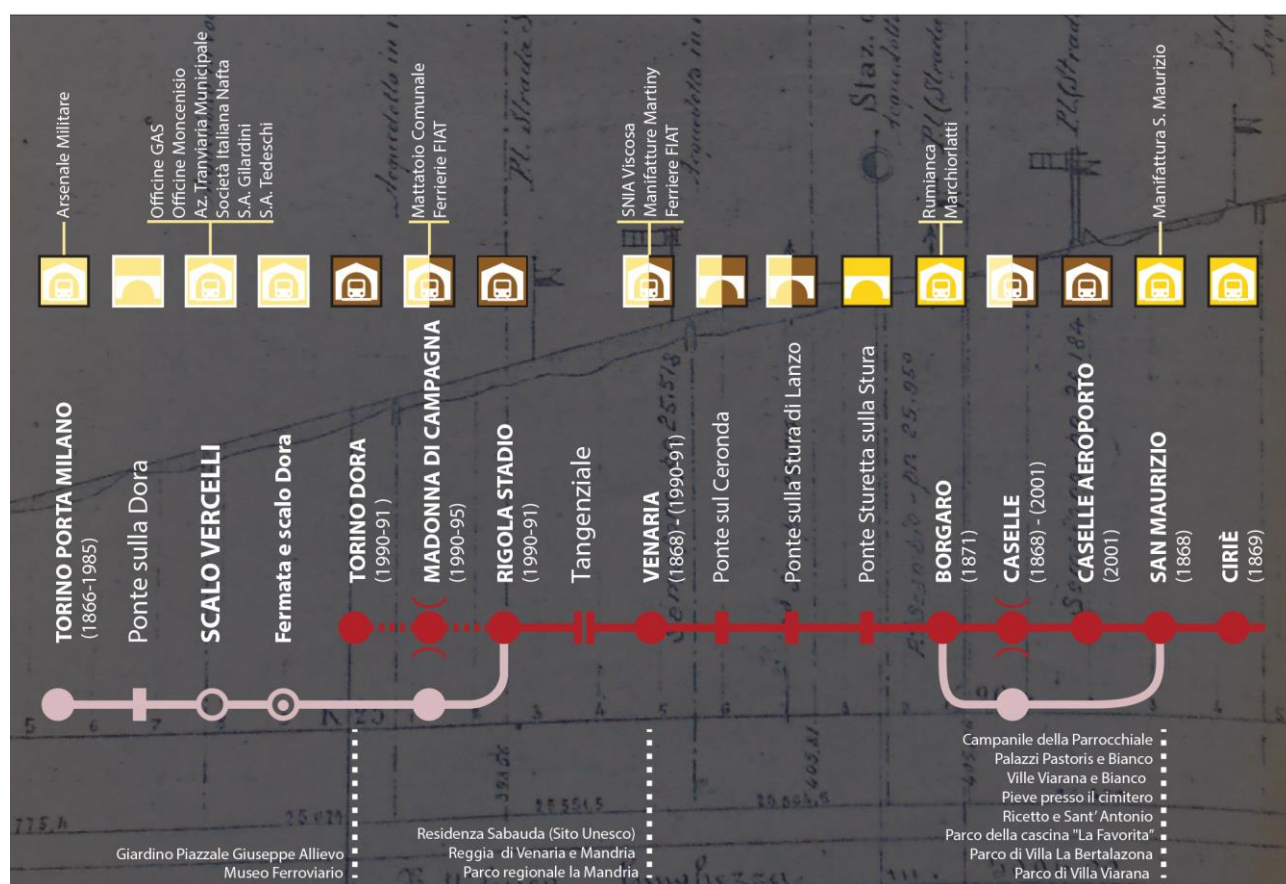 Arsenale Militare
Officine GAS
Officine Moncenisio
Az. Tranviaria Municipale
Società Italiana Nafta
S.A. Gilardini
S.A. Tedeschi
Mattatoio Comunale
Ferrierie FIAT
SNIA Viscosa
Manifatture Martiny
Ferriere FIAT
Rumianca
Marchiorlatti
Manifattura S. Maurizio
TORINO PORTA MILANO
(1866-1985)
Ponte sulla Dora
SCALO VERCELLI
Fermata e scalo Dora
TORINO DORA
(1990-91 )
MADONNA DI CAMPAGNA
(1990-95)
RIGOLA STADIO
(1990-91)
Tangenziale
VENARIA
(1868) - (1990-91)
Ponte sul Ceronda
Ponte sulla Stura di Lanzo
Ponte Sturetta sulla Stura
BORGARO
(1871)
CASELLE
(1868) - (2001)
CASELLE AEROPORTO
(2001)
SAN MAURIZIO
(1868)
CIRIÈ
(1869)
Giardino Piazzale Giuseppe Allievo
Museo Ferroviario
Residenza Sabauda (Sito Unesco)
Reggia di Venaria e Mandria
Parco regionale la Mandria
Campanile della Parrocchiale
Palazzi Pastoris e Bianco
Ville Viarana e Bianco
Pieve presso il cimitero
Ricetto e Sant' Antonio
Parco della cascina "La Favorita"
Parco di Villa La Bertalazona
Parco di Villa Viarana